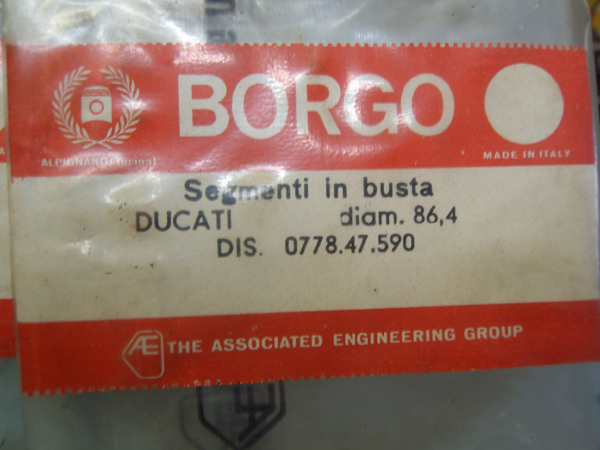 BORGO
ALPIGNANO (Torino)
MADE IN ITALY
Segmenti in busta
DUCATI diam. 86,4
DIS. 0778.47.590
AE THE ASSOCIATED ENGINEERING GROUP